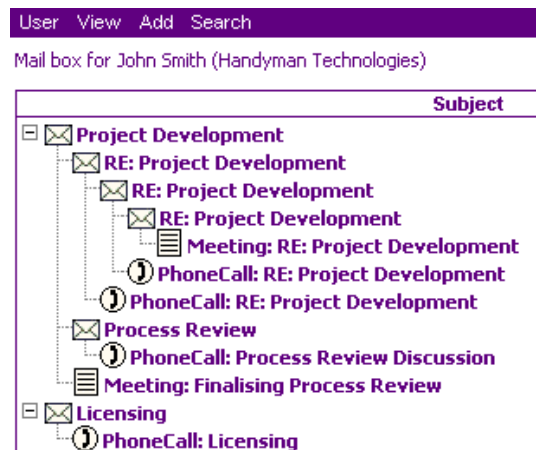 User View Add Search
Mail box for John Smith (Handyman Technologies)
Subject
Project Development
RE: Project Development
RE: Project Development
RE: Project Development
Meeting: RE: Project Development
PhoneCall: RE: Project Development
PhoneCall: RE: Project Development
Process Review
PhoneCall: Process Review Discussion
Meeting: Finalising Process Review
Licensing
PhoneCall: Licensing